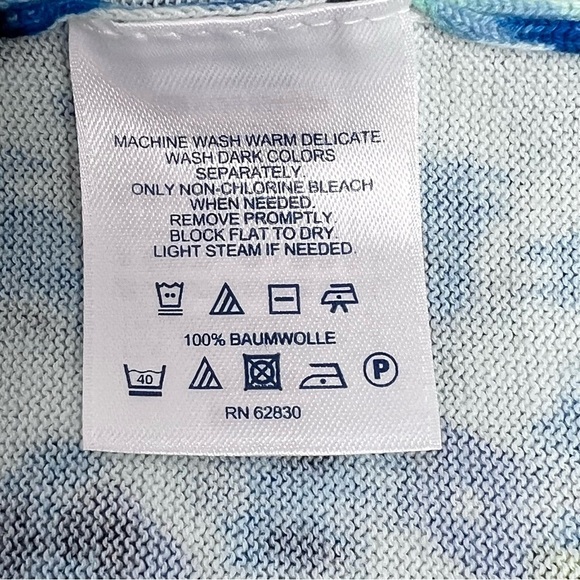 MACHINE WASH WARM DELICATE.
WASH DARK COLORS
SEPARATELY.
ONLY NON-CHLORINE BLEACH
WHEN NEEDED.
REMOVE PROMPTLY.
BLOCK FLAT TO DRY.
LIGHT STEAM IF NEEDED.
100% BAUMWOLLE
40 P
RN 62830